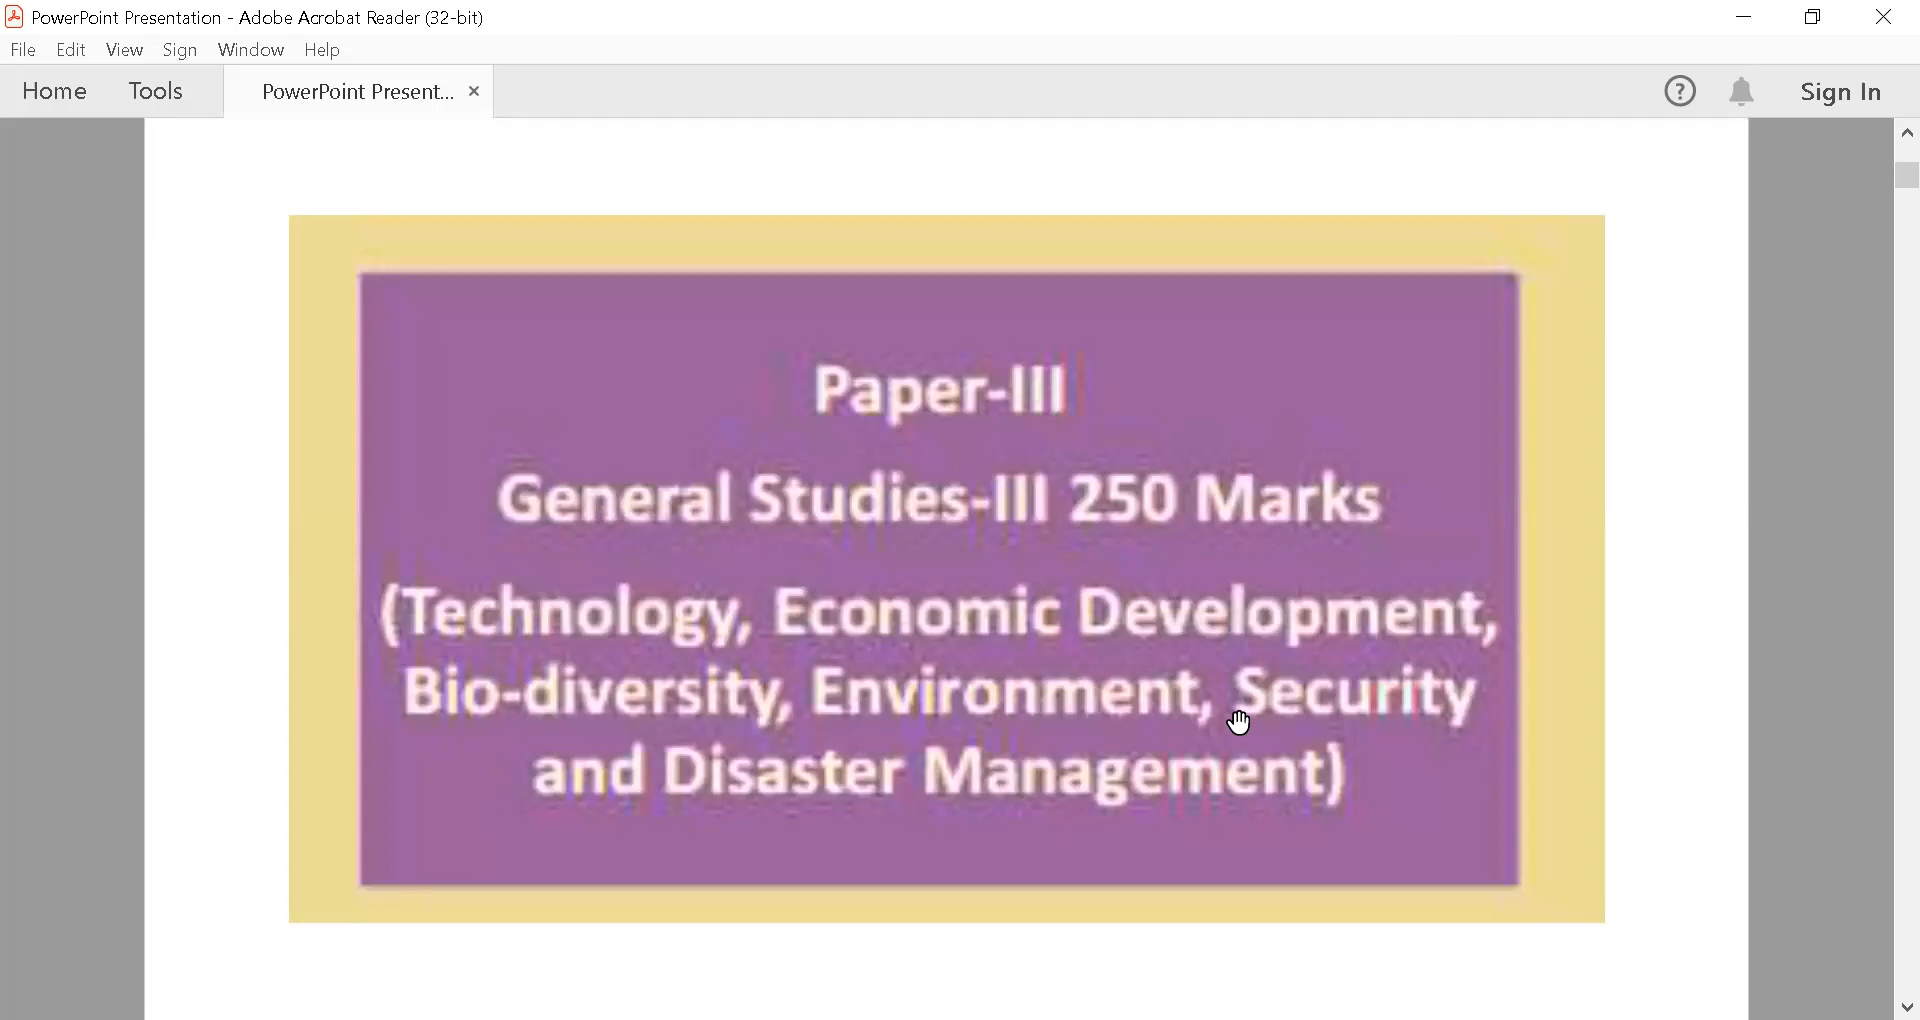 PowerPoint Presentation - Adobe Acrobat Reader (32-bit)
File Edit View Sign Window Help
Home Tools PowerPoint Present... × ? Sign In
Paper-III
General Studies-III 250 Marks
(Technology, Economic Development,
Bio-diversity, Environment, Security
and Disaster Management)